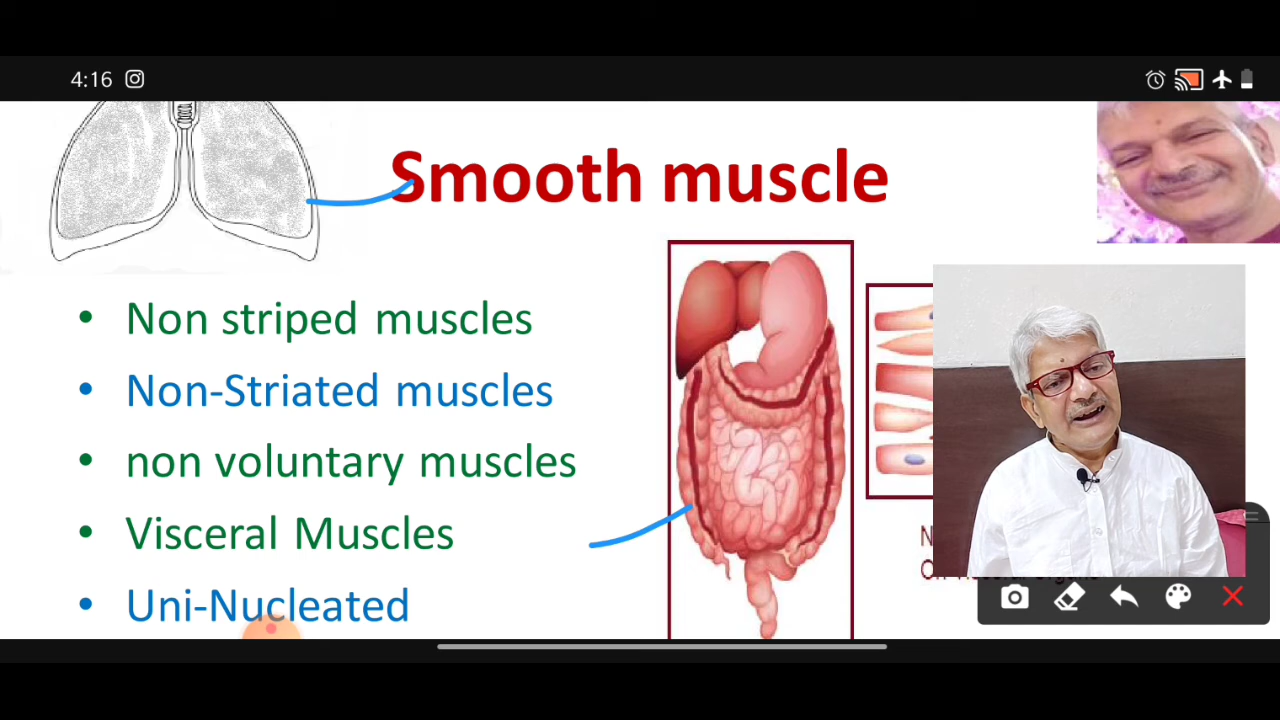 4:16
Smooth muscle
• Non striped muscles
• Non-Striated muscles
• non voluntary muscles
• Visceral Muscles
• Uni-Nucleated